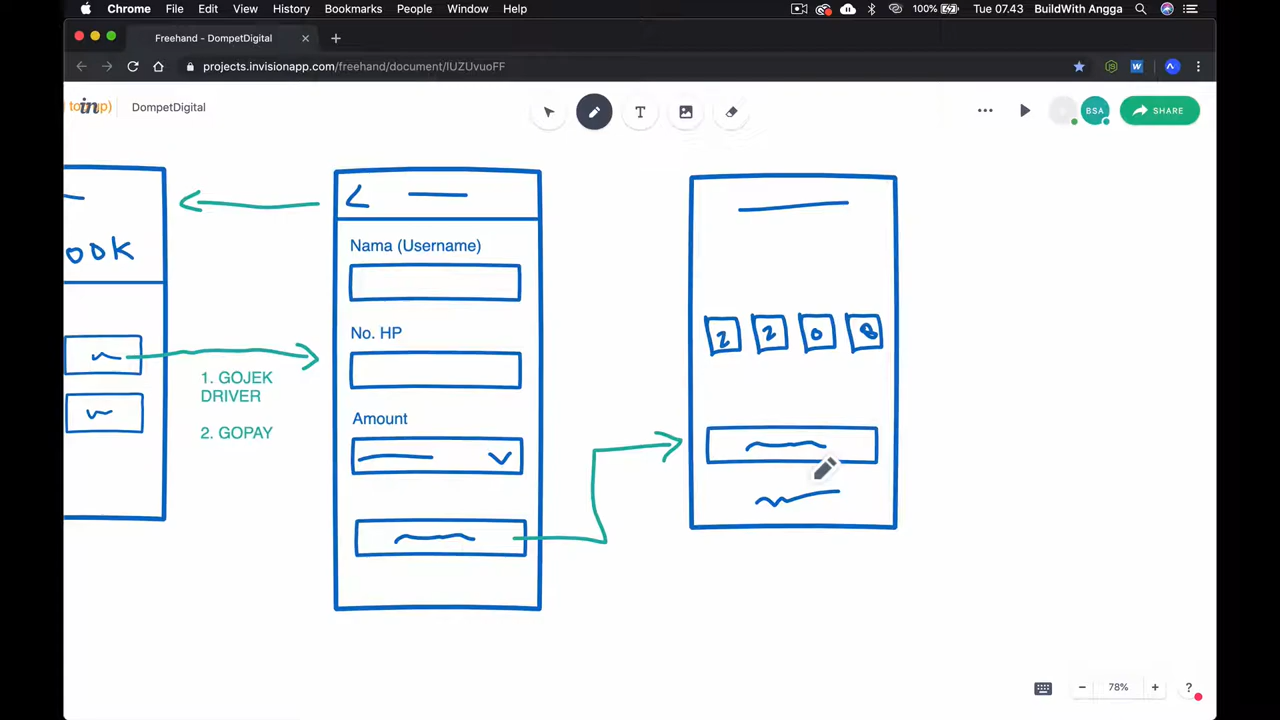 Chrome File Edit View History Bookmarks People Window Help
100% Tue 07.43 BuildWith Angga
Freehand - DompetDigital
projects.invisionapp.com/freehand/document/IUZUvuoFF
in
DompetDigital
BSA
SHARE
ook
1. GOJEK
DRIVER
2. GOPAY
Nama (Username)
No. HP
Amount
2 2 0 8
78%